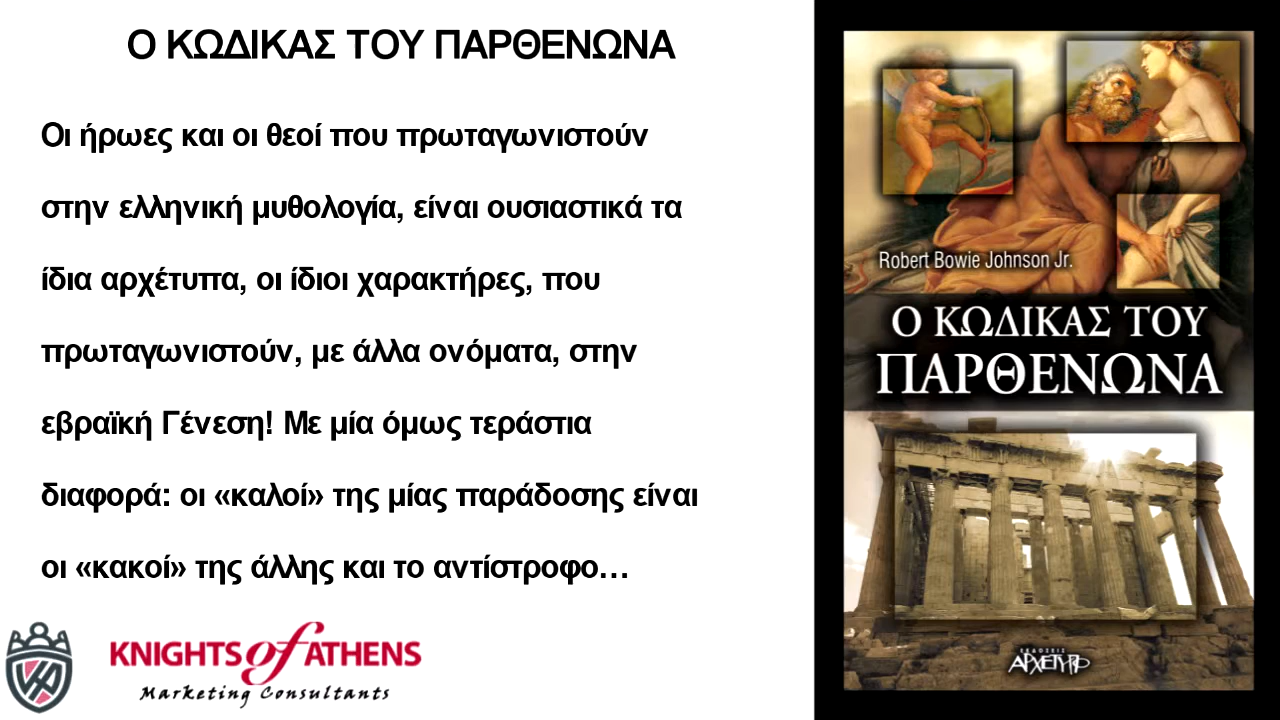 Ο ΚΩΔΙΚΑΣ ΤΟΥ ΠΑΡΘΕΝΩΝΑ
Οι ήρωες και οι θεοί που πρωταγωνιστούν
στην ελληνική μυθολογία, είναι ουσιαστικά τα
ίδια αρχέτυπα, οι ίδιοι χαρακτήρες, που
πρωταγωνιστούν, με άλλα ονόματα, στην
εβραϊκή Γένεση! Με μία όμως τεράστια
διαφορά: οι «καλοί» της μίας παράδοσης είναι
οι «κακοί» της άλλης και το αντίστροφο…
KNIGHTS of ATHENS
Marketing Consultants
Robert Bowie Johnson Jr.
Ο ΚΩΔΙΚΑΣ ΤΟΥ
ΠΑΡΘΕΝΩΝΑ
ΕΚΔΟΣΕΙΣ
ΑΡΧΕΤΥΠΟ